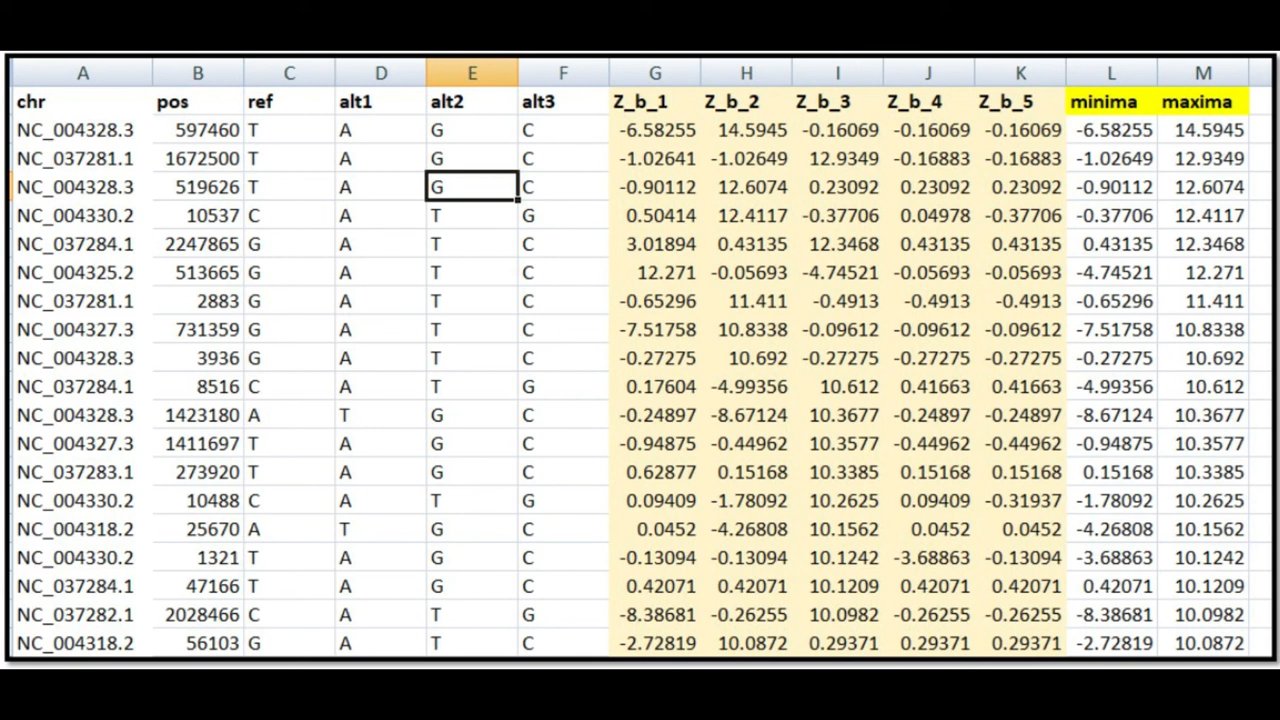 A B C D E F G H I J K L M
chr pos ref alt1 alt2 alt3 Z_b_1 Z_b_2 Z_b_3 Z_b_4 Z_b_5 minima maxima
NC_004328.3 597460 T A G C -6.58255 14.5945 -0.16069 -0.16069 -0.16069 -6.58255 14.5945
NC_037281.1 1672500 T A G C -1.02641 -1.02649 12.9349 -0.16883 -0.16883 -1.02649 12.9349
NC_004328.3 519626 T A G C -0.90112 12.6074 0.23092 0.23092 0.23092 -0.90112 12.6074
NC_004330.2 10537 C A T G 0.50414 12.4117 -0.37706 0.04978 -0.37706 -0.37706 12.4117
NC_037284.1 2247865 G A T C 3.01894 0.43135 12.3468 0.43135 0.43135 0.43135 12.3468
NC_004325.2 513665 G A T C 12.271 -0.05693 -4.74521 -0.05693 -0.05693 -4.74521 12.271
NC_037281.1 2883 G A T C -0.65296 11.411 -0.4913 -0.4913 -0.4913 -0.65296 11.411
NC_004327.3 731359 G A T C -7.51758 10.8338 -0.09612 -0.09612 -0.09612 -7.51758 10.8338
NC_004328.3 3936 G A T C -0.27275 10.692 -0.27275 -0.27275 -0.27275 -0.27275 10.692
NC_037284.1 8516 C A T G 0.17604 -4.99356 10.612 0.41663 0.41663 -4.99356 10.612
NC_004328.3 1423180 A T G C -0.24897 -8.67124 10.3677 -0.24897 -0.24897 -8.67124 10.3677
NC_004327.3 1411697 T A G C -0.94875 -0.44962 10.3577 -0.44962 -0.44962 -0.94875 10.3577
NC_037283.1 273920 T A G C 0.62877 0.15168 10.3385 0.15168 0.15168 0.15168 10.3385
NC_004330.2 10488 C A T G 0.09409 -1.78092 10.2625 0.09409 -0.31937 -1.78092 10.2625
NC_004318.2 25670 A T G C 0.0452 -4.26808 10.1562 0.0452 0.0452 -4.26808 10.1562
NC_004330.2 1321 T A G C -0.13094 -0.13094 10.1242 -3.68863 -0.13094 -3.68863 10.1242
NC_037284.1 47166 T A G C 0.42071 0.42071 10.1209 0.42071 0.42071 0.42071 10.1209
NC_037282.1 2028466 C A T G -8.38681 -0.26255 10.0982 -0.26255 -0.26255 -8.38681 10.0982
NC_004318.2 56103 G A T C -2.72819 10.0872 0.29371 0.29371 0.29371 -2.72819 10.0872